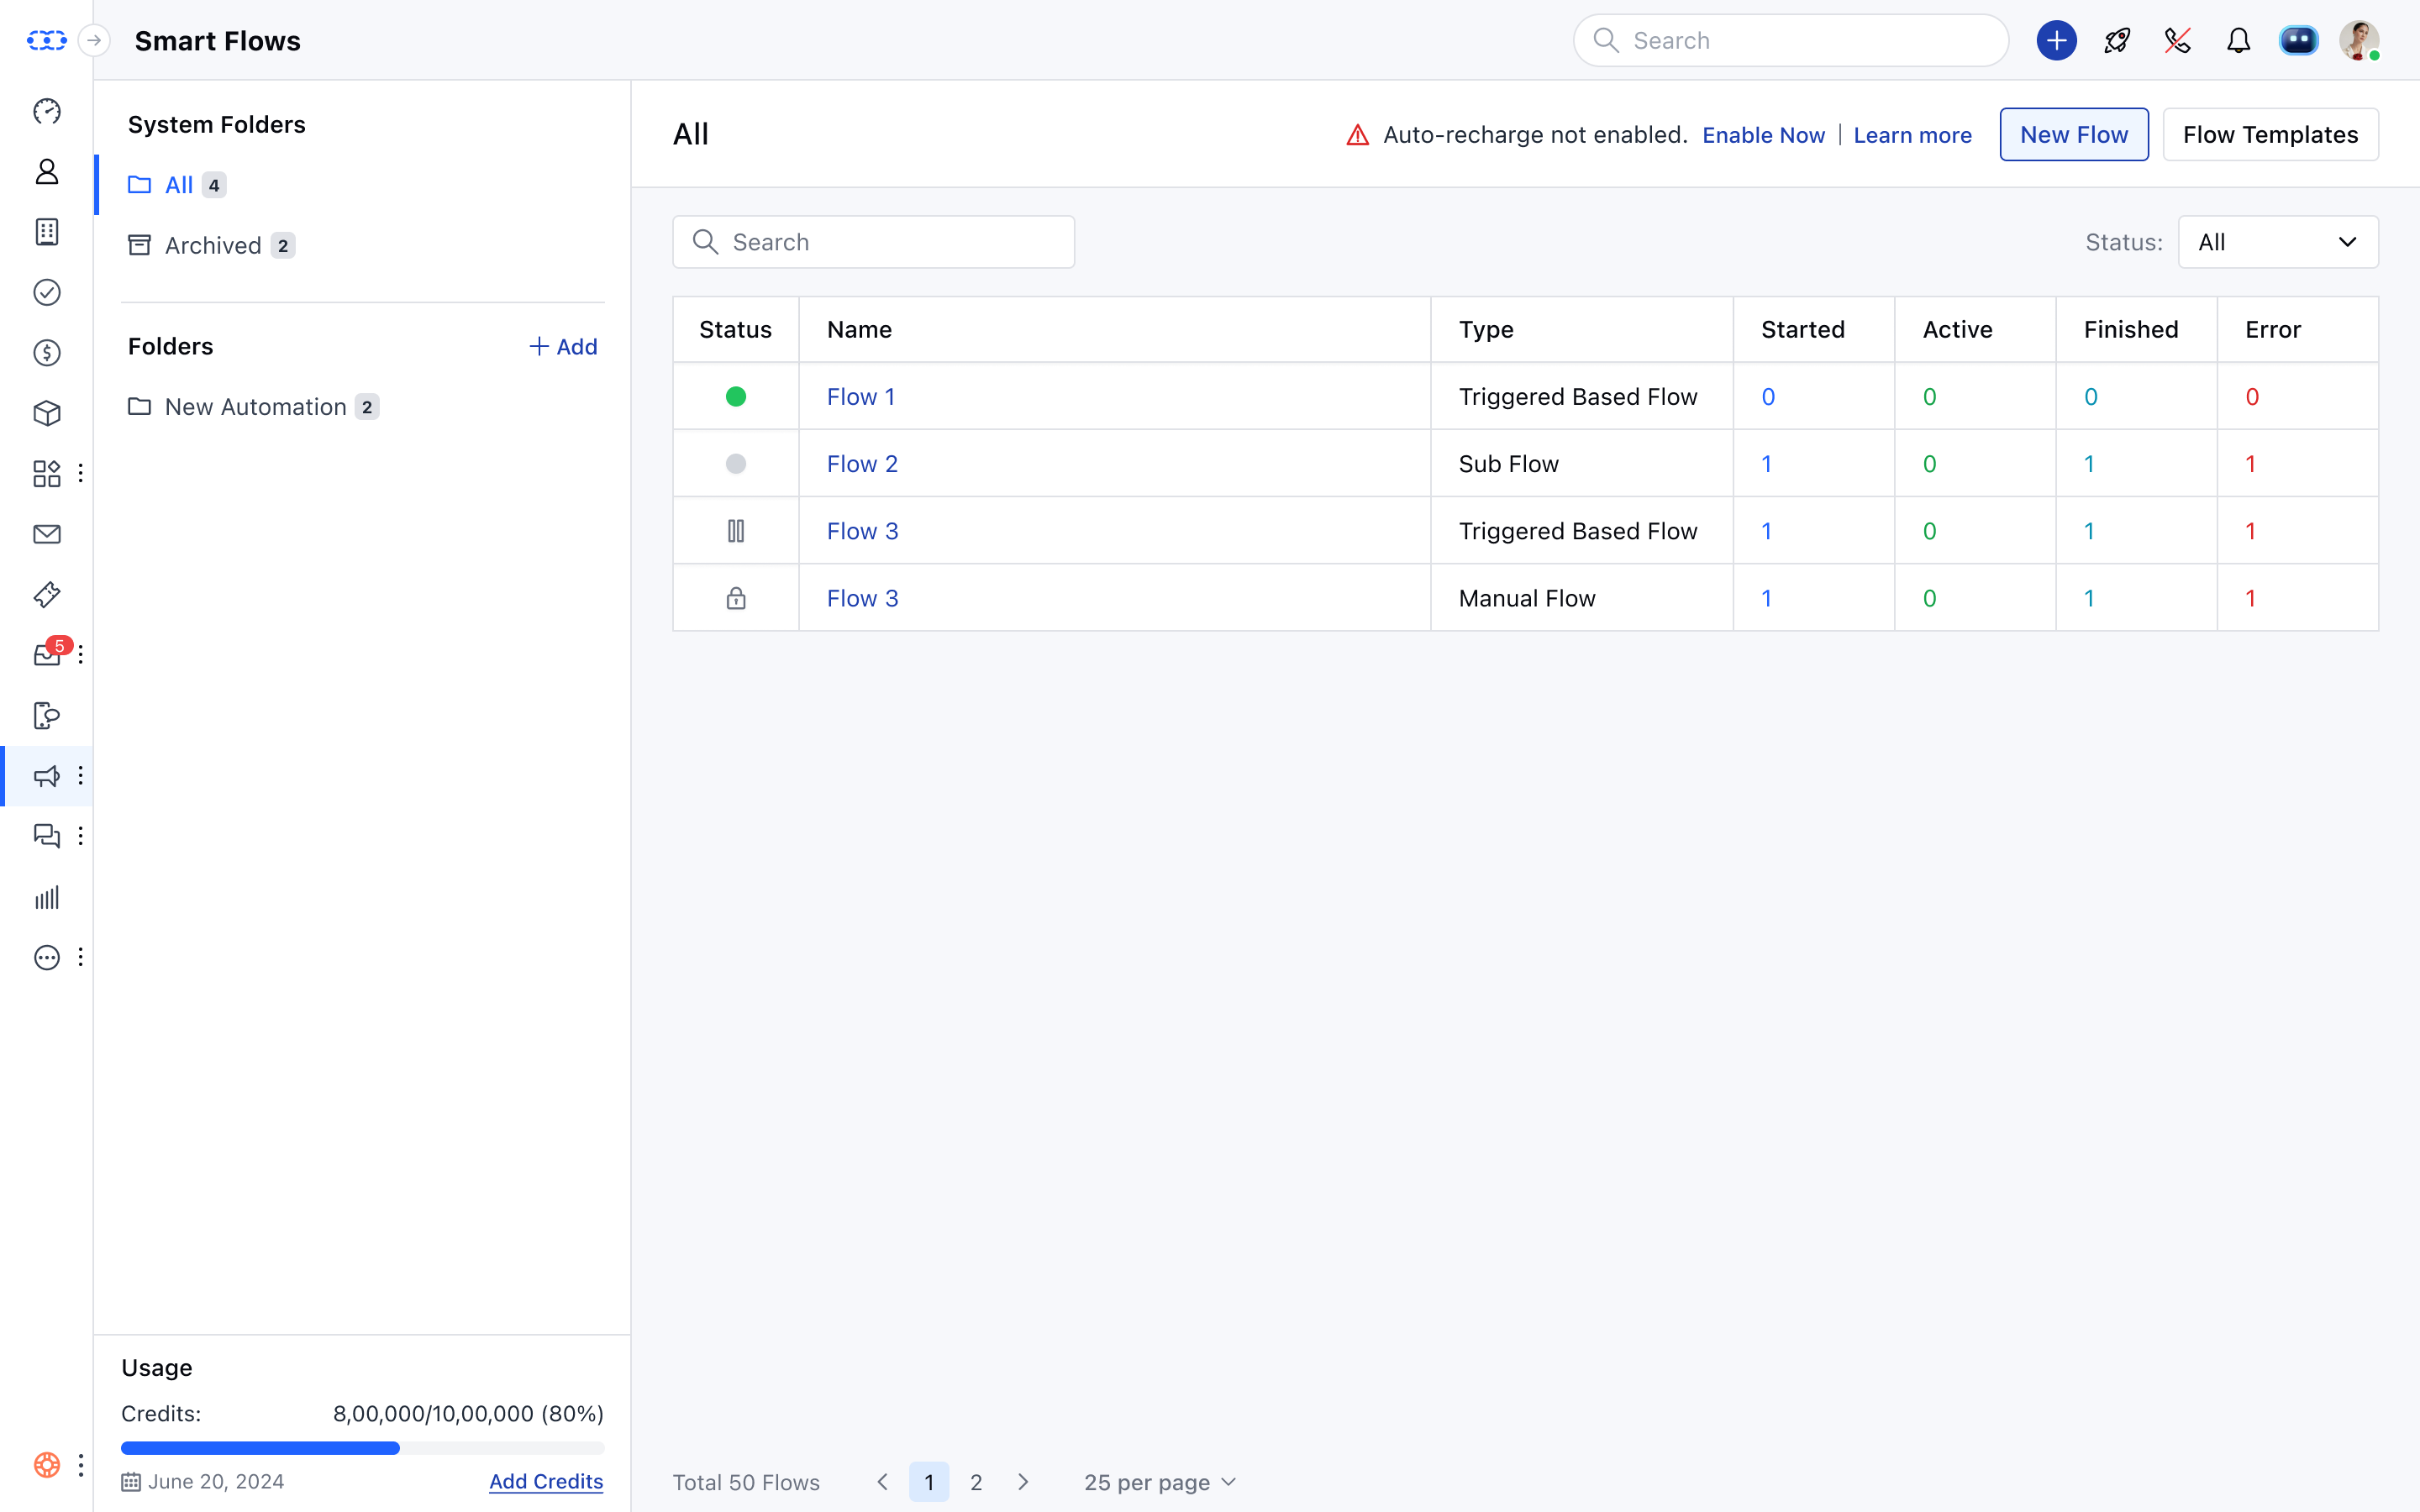 Smart Flows
Search
System Folders
All 4
Archived 2
Folders
Add
New Automation 2
5
Usage
Credits: 8,00,000/10,00,000 (80%)
June 20, 2024 Add Credits
All
Auto-recharge not enabled. Enable Now | Learn more
New Flow
Flow Templates
Search
Status: All
Status Name Type Started Active Finished Error
Flow 1 Triggered Based Flow 0 0 0 0
Flow 2 Sub Flow 1 0 1 1
Flow 3 Triggered Based Flow 1 0 1 1
Flow 3 Manual Flow 1 0 1 1
Total 50 Flows 1 2 25 per page